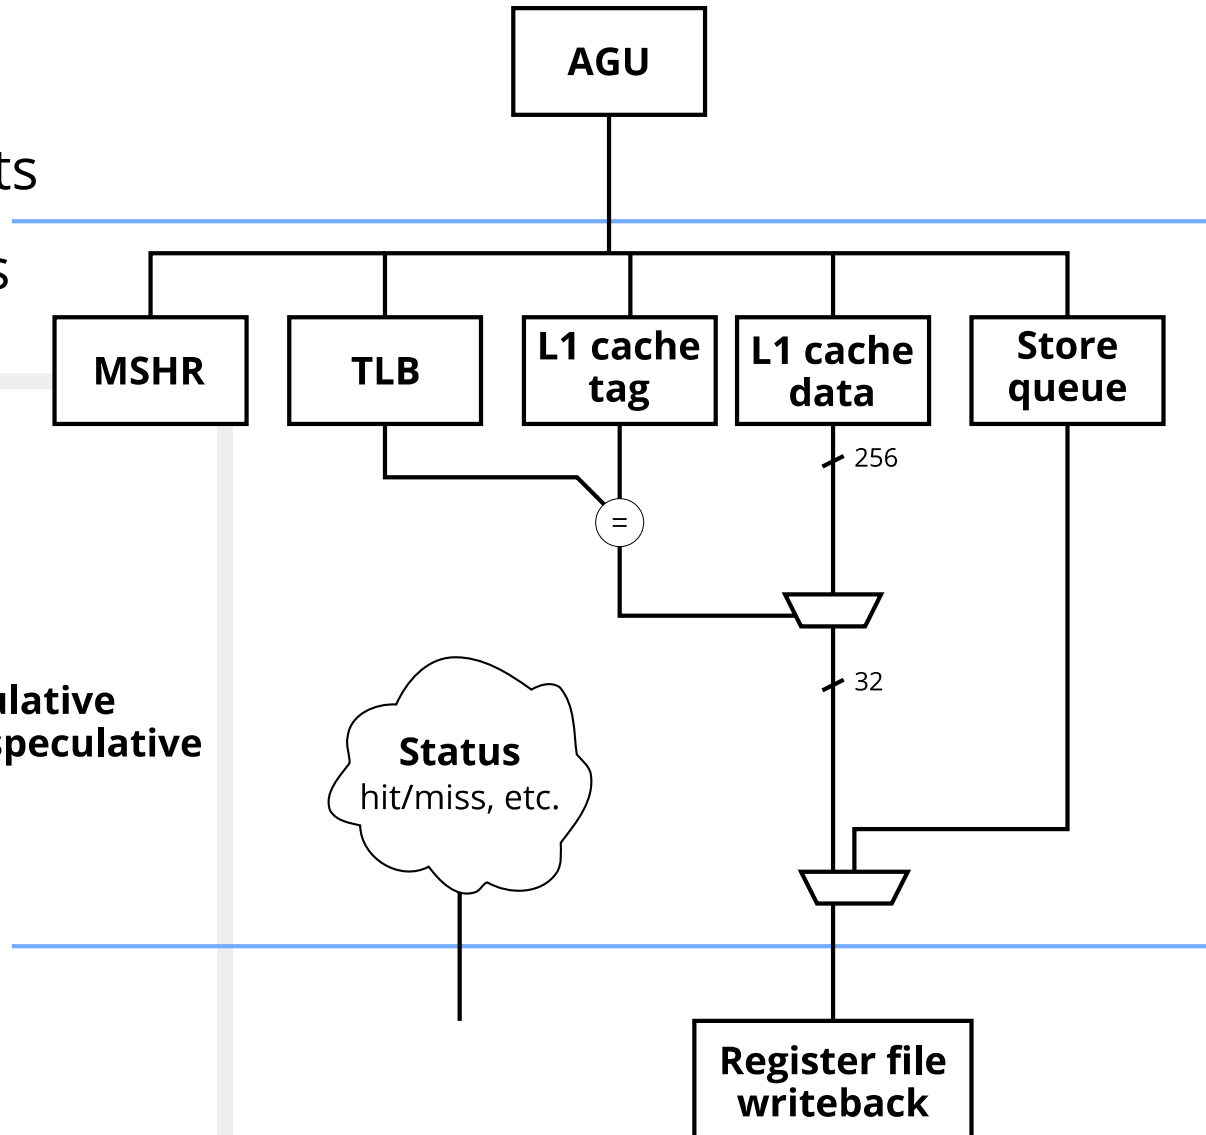 AGU
ts
s
MSHR
TLB
L1 cache
tag
L1 cache
data
Store
queue
256
=
32
ulative
speculative
Status
hit/miss, etc.
Register file
writeback